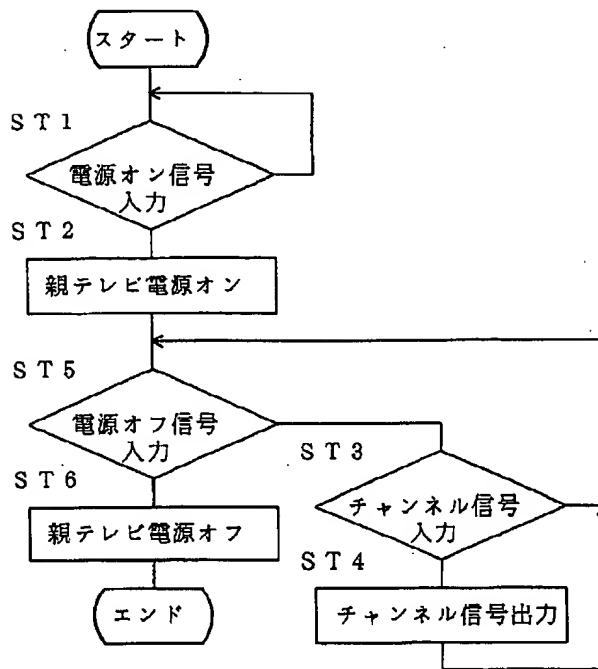 スタート
ST1
電源オン信号
入力
ST2
親テレビ電源オン
ST5
電源オフ信号
入力
ST3
ST6
チャンネル信号
入力
親テレビ電源オフ
ST4
チャンネル信号出力
エンド